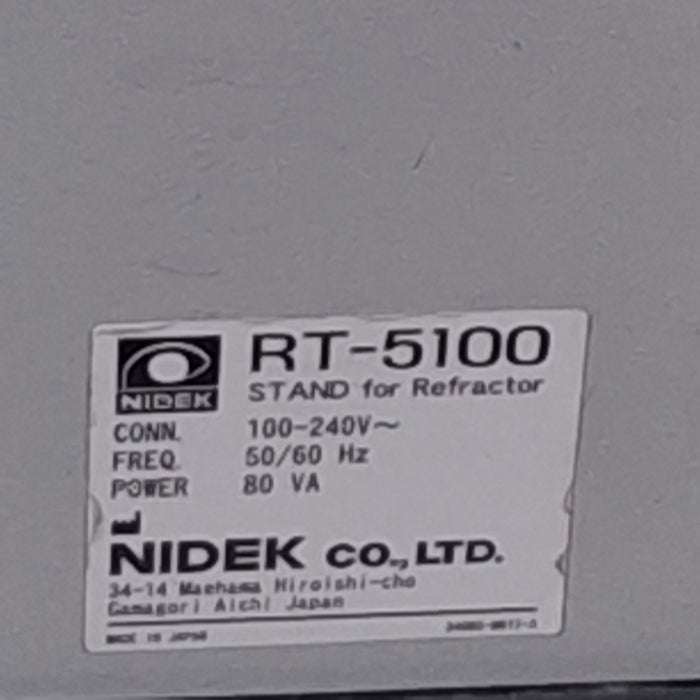 NIDEK
RT-5100
STAND for Refractor
CONN. 100-240V~
FREQ. 50/60 Hz
POWER 80 VA
NIDEK CO., LTD.
34-14 Maehama Hiroishi-cho
Gamagori Aichi Japan
MADE IN JAPAN